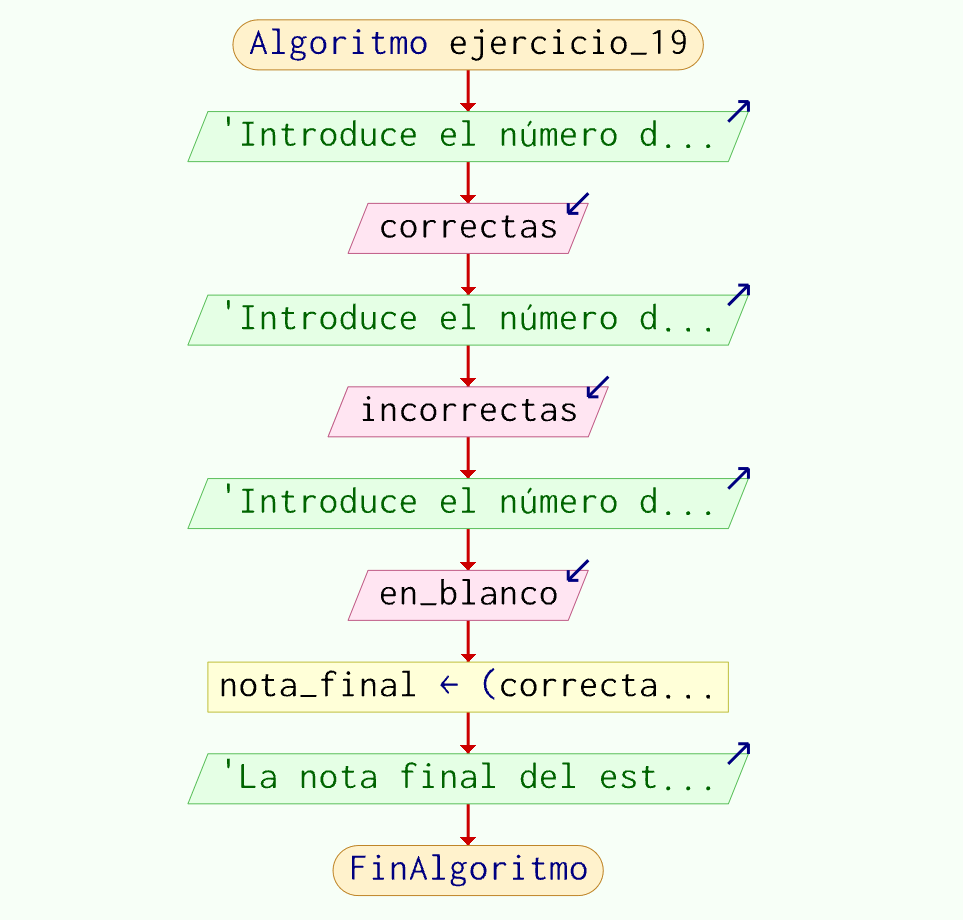 Algoritmo ejercicio_19
'Introduce el número d...
correctas
'Introduce el número d...
incorrectas
'Introduce el número d...
en_blanco
nota_final ← (correcta...
'La nota final del est...
FinAlgoritmo